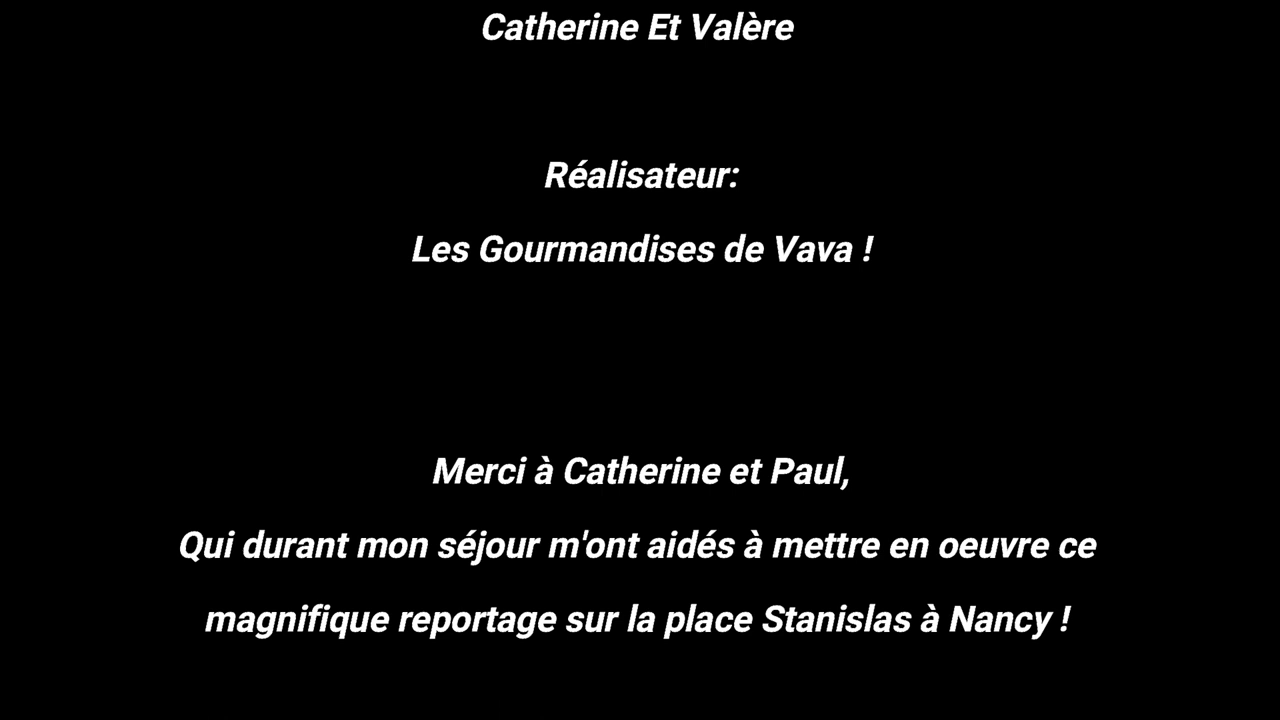 Catherine Et Valère
Réalisateur:
Les Gourmandises de Vava !
Merci à Catherine et Paul,
Qui durant mon séjour m'ont aidés à mettre en oeuvre ce
magnifique reportage sur la place Stanislas à Nancy !